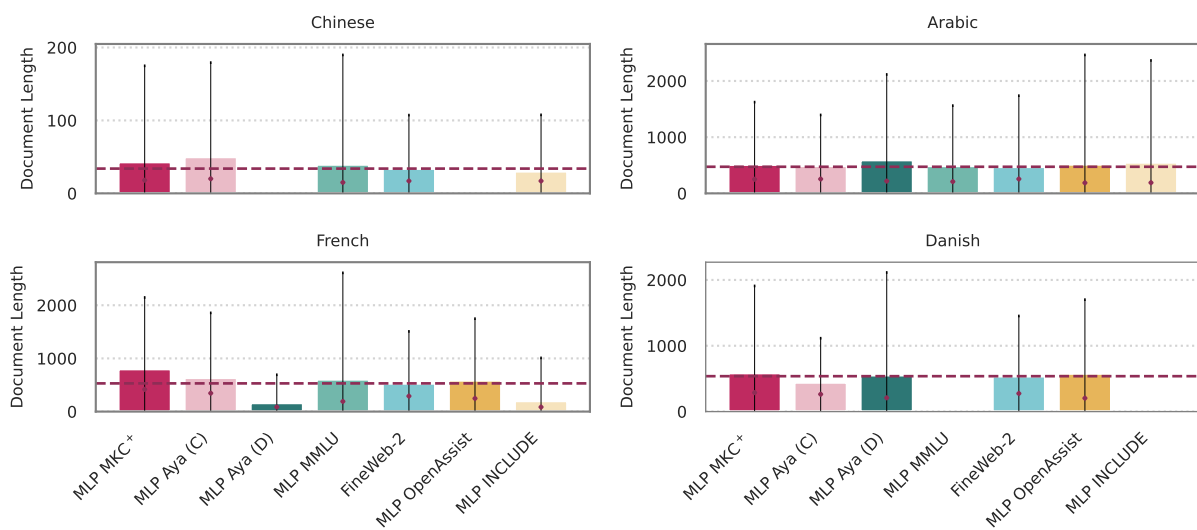 Chinese
Document Length
200
100
0
Arabic
Document Length
2000
1000
0
French
Document Length
2000
1000
0
MLP MKC⁺
MLP Aya (C)
MLP Aya (D)
MLP MMLU
FineWeb-2
MLP OpenAssist
MLP INCLUDE
Danish
Document Length
2000
1000
0
MLP MKC⁺
MLP Aya (C)
MLP Aya (D)
MLP MMLU
FineWeb-2
MLP OpenAssist
MLP INCLUDE